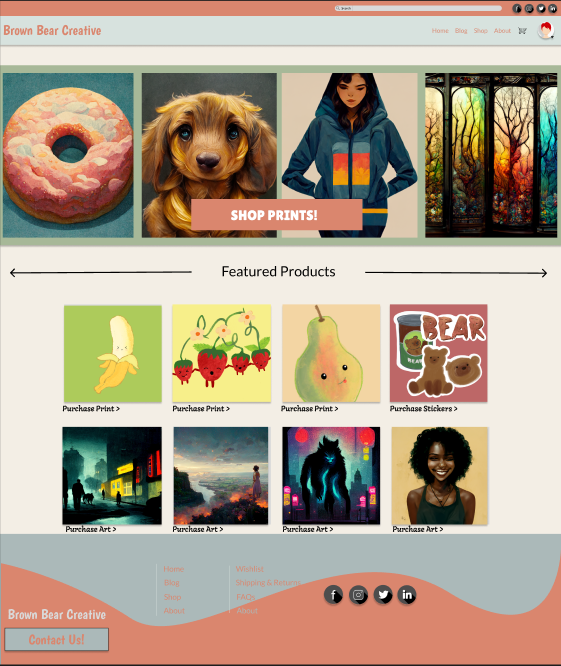 Search
Brown Bear Creative
Home Blog Shop About
SHOP PRINTS!
Featured Products
BEAR
BEAR
Purchase Print >
Purchase Print >
Purchase Print >
Purchase Stickers >
Purchase Art >
Purchase Art >
Purchase Art >
Purchase Art >
Home
Blog
Shop
About
Wishlist
Shipping & Returns
FAQs
About
Brown Bear Creative
Contact Us!